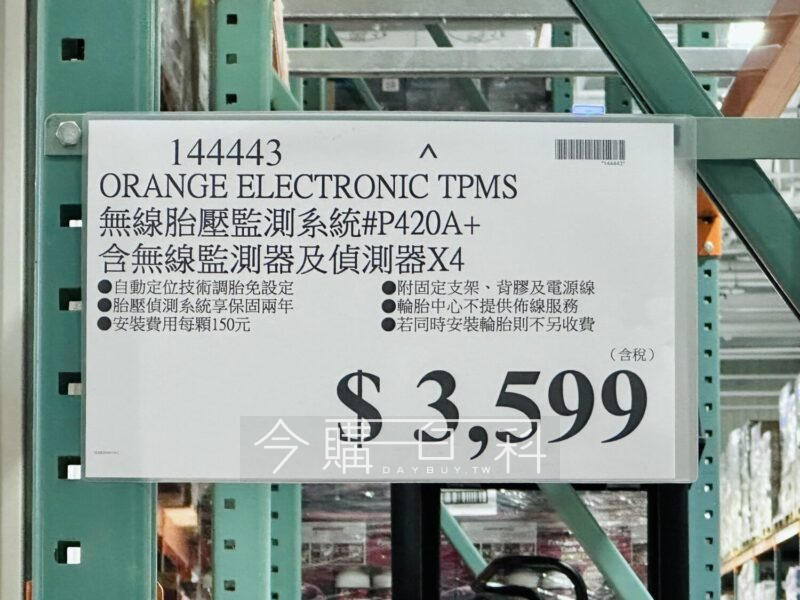 144443
^
*144443*
ORANGE ELECTRONIC TPMS
無線胎壓監測系統#P420A+
含無線監測器及偵測器X4
●自動定位技術調胎免設定
●胎壓偵測系統享保固兩年
●安裝費用每顆150元
●附固定支架、背膠及電源線
●輪胎中心不提供佈線服務
●若同時安裝輪胎則不另收費
(含稅)
$ 3,599
今購百科
DAYBUY.TW